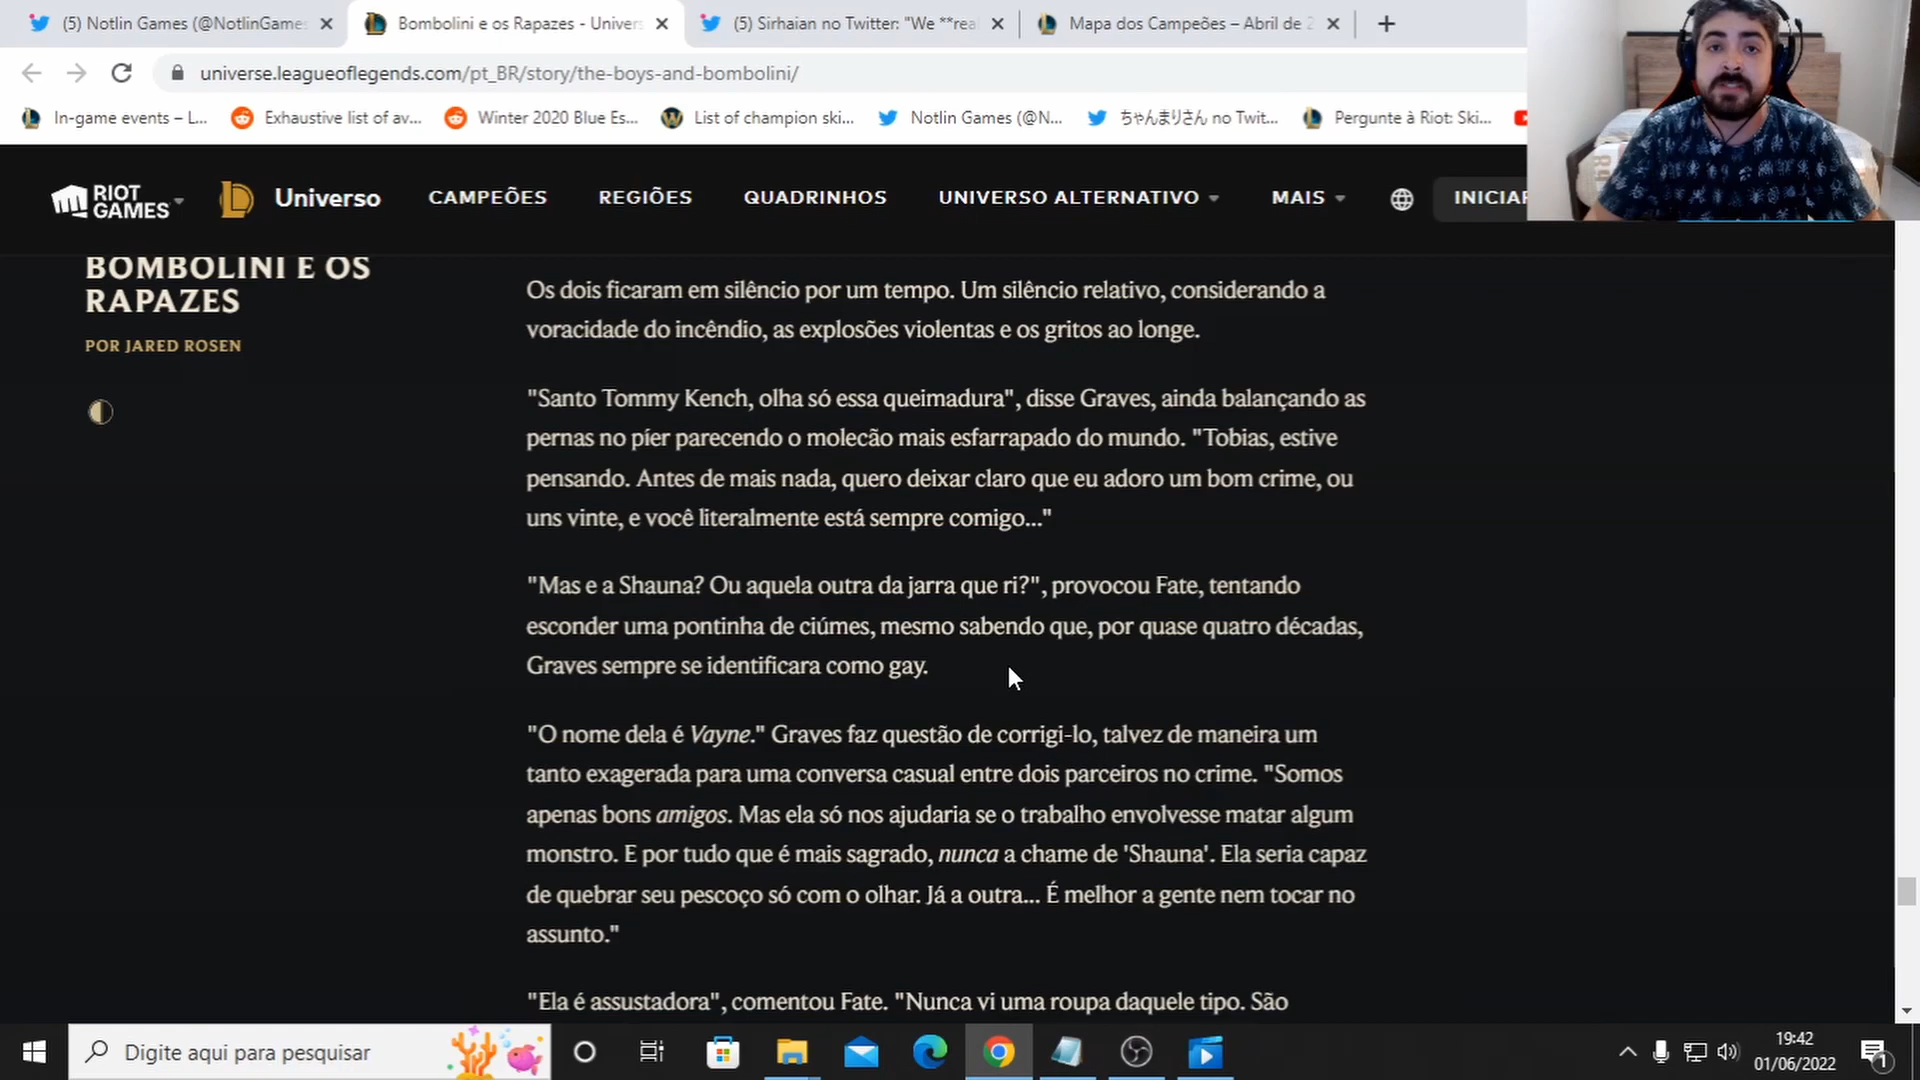 (5) Notlin Games (@NotlinGame
Bombolini e os Rapazes - Univer
(5) Sirhaian no Twitter: "We **rea
Mapa dos Campeões – Abril de 2
universe.leagueoflegends.com/pt_BR/story/the-boys-and-bombolini/
In-game events – L...
Exhaustive list of av...
Winter 2020 Blue Es...
List of champion ski...
Notlin Games (@N...
ちゃんまりさん no Twit...
Pergunte à Riot: Ski...
RIOT GAMES
Universo
CAMPEÕES
REGIÕES
QUADRINHOS
UNIVERSO ALTERNATIVO
MAIS
INICIAR
BOMBOLINI E OS
RAPAZES
POR JARED ROSEN
Os dois ficaram em silêncio por um tempo. Um silêncio relativo, considerando a
voracidade do incêndio, as explosões violentas e os gritos ao longe.
"Santo Tommy Kench, olha só essa queimadura", disse Graves, ainda balançando as
pernas no píer parecendo o molecão mais esfarrapado do mundo. "Tobias, estive
pensando. Antes de mais nada, quero deixar claro que eu adoro um bom crime, ou
uns vinte, e você literalmente está sempre comigo..."
"Mas e a Shauna? Ou aquela outra da jarra que ri?", provocou Fate, tentando
esconder uma pontinha de ciúmes, mesmo sabendo que, por quase quatro décadas,
Graves sempre se identificara como gay.
"O nome dela é Vayne." Graves faz questão de corrigi-lo, talvez de maneira um
tanto exagerada para uma conversa casual entre dois parceiros no crime. "Somos
apenas bons amigos. Mas ela só nos ajudaria se o trabalho envolvesse matar algum
monstro. E por tudo que é mais sagrado, nunca a chame de 'Shauna'. Ela seria capaz
de quebrar seu pescoço só com o olhar. Já a outra... É melhor a gente nem tocar no
assunto."
"Ela é assustadora", comentou Fate. "Nunca vi uma roupa daquele tipo. São
Digite aqui para pesquisar
19:42
01/06/2022
1